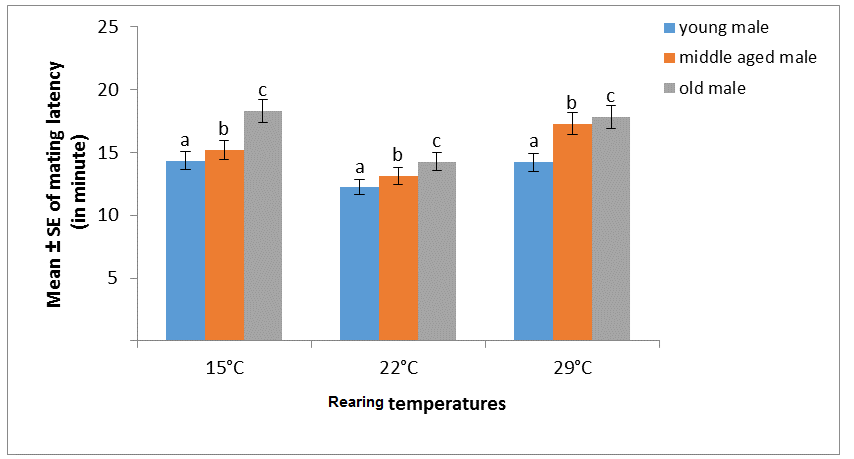 25
20
15
10
5
Mean ± SE of mating latency
(in minute)
a
b
c
a
b
c
a
b
c
15°C
22°C
29°C
Rearing temperatures
young male
middle aged male
old male